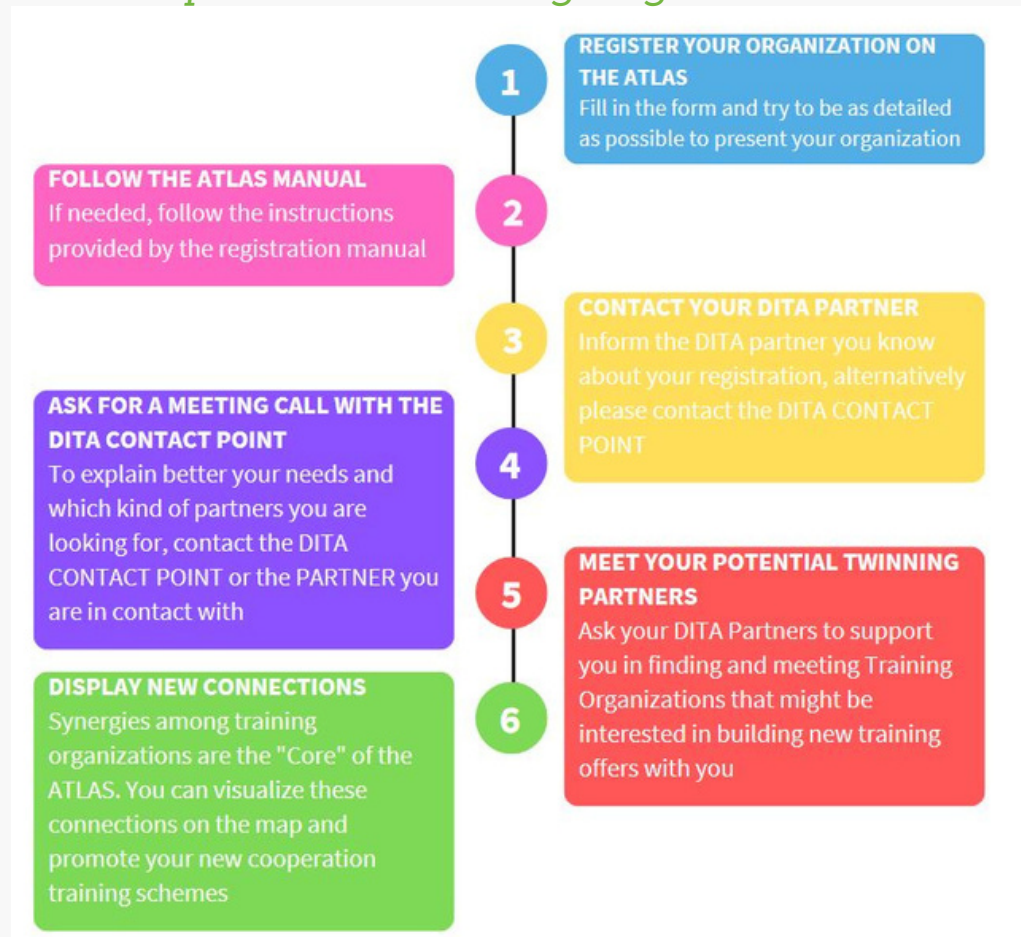 1
REGISTER YOUR ORGANIZATION ON
THE ATLAS
Fill in the form and try to be as detailed
as possible to present your organization
FOLLOW THE ATLAS MANUAL
If needed, follow the instructions
provided by the registration manual
2
3
CONTACT YOUR DITA PARTNER
Inform the DITA partner you know
about your registration, alternatively
please contact the DITA CONTACT
POINT
ASK FOR A MEETING CALL WITH THE
DITA CONTACT POINT
To explain better your needs and
which kind of partners you are
looking for, contact the DITA
CONTACT POINT or the PARTNER you
are in contact with
4
5
MEET YOUR POTENTIAL TWINNING
PARTNERS
Ask your DITA Partners to support
you in finding and meeting Training
Organizations that might be
interested in building new training
offers with you
DISPLAY NEW CONNECTIONS
Synergies among training
organizations are the "Core" of the
ATLAS. You can visualize these
connections on the map and
promote your new cooperation
training schemes
6